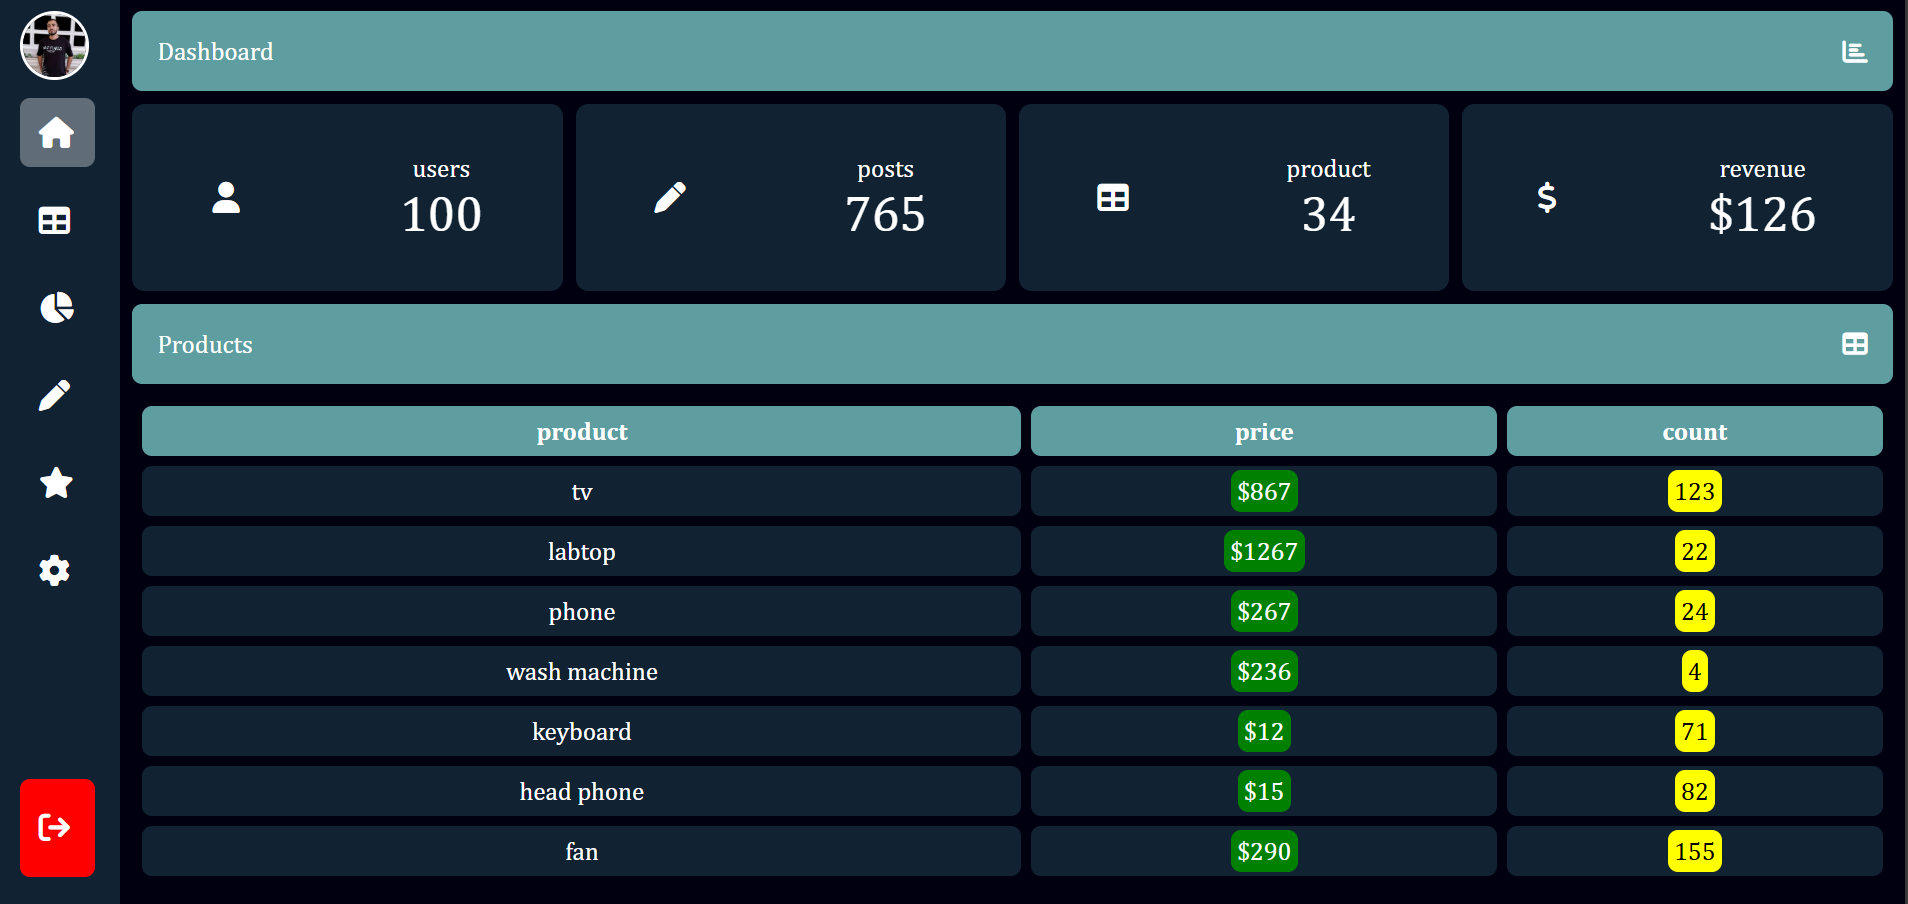 Dashboard
users
100
posts
765
product
34
revenue
$126
Products
product price count
tv $867 123
labtop $1267 22
phone $267 24
wash machine $236 4
keyboard $12 71
head phone $15 82
fan $290 155